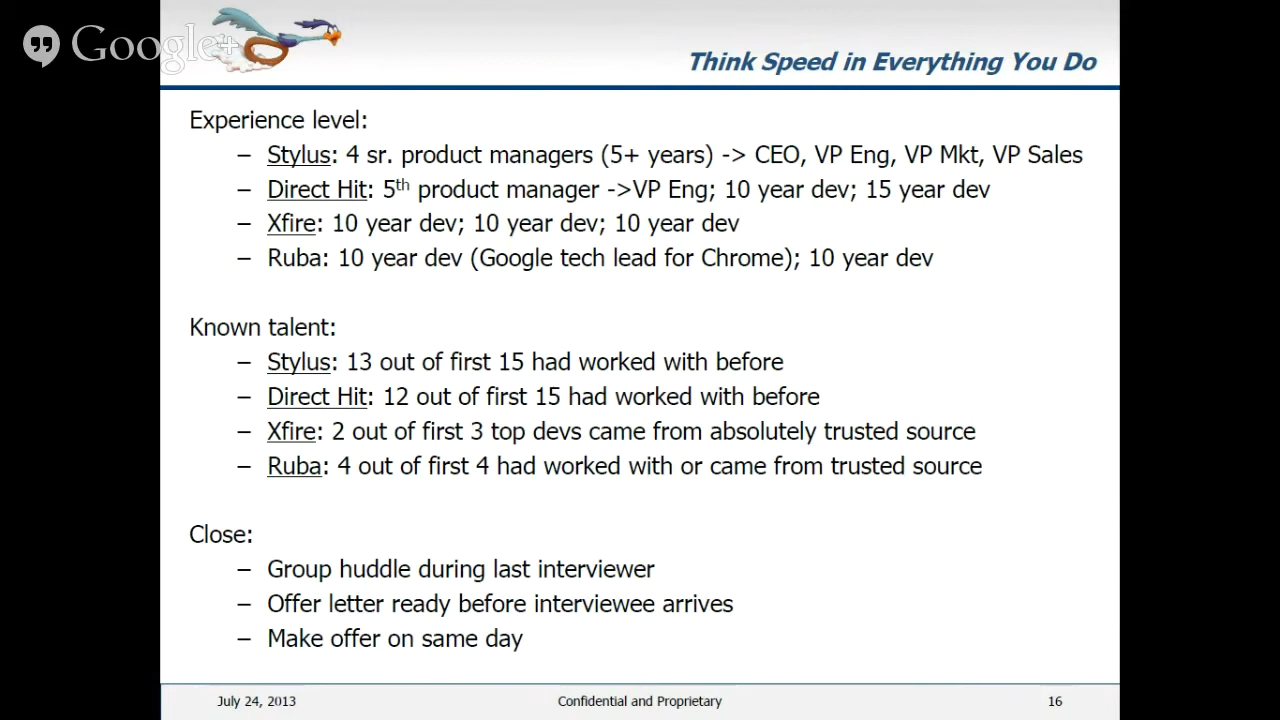 Google+
Think Speed in Everything You Do
Experience level:
– Stylus: 4 sr. product managers (5+ years) -> CEO, VP Eng, VP Mkt, VP Sales
– Direct Hit: 5th product manager ->VP Eng; 10 year dev; 15 year dev
– Xfire: 10 year dev; 10 year dev; 10 year dev
– Ruba: 10 year dev (Google tech lead for Chrome); 10 year dev
Known talent:
– Stylus: 13 out of first 15 had worked with before
– Direct Hit: 12 out of first 15 had worked with before
– Xfire: 2 out of first 3 top devs came from absolutely trusted source
– Ruba: 4 out of first 4 had worked with or came from trusted source
Close:
– Group huddle during last interviewer
– Offer letter ready before interviewee arrives
– Make offer on same day
July 24, 2013
Confidential and Proprietary
16